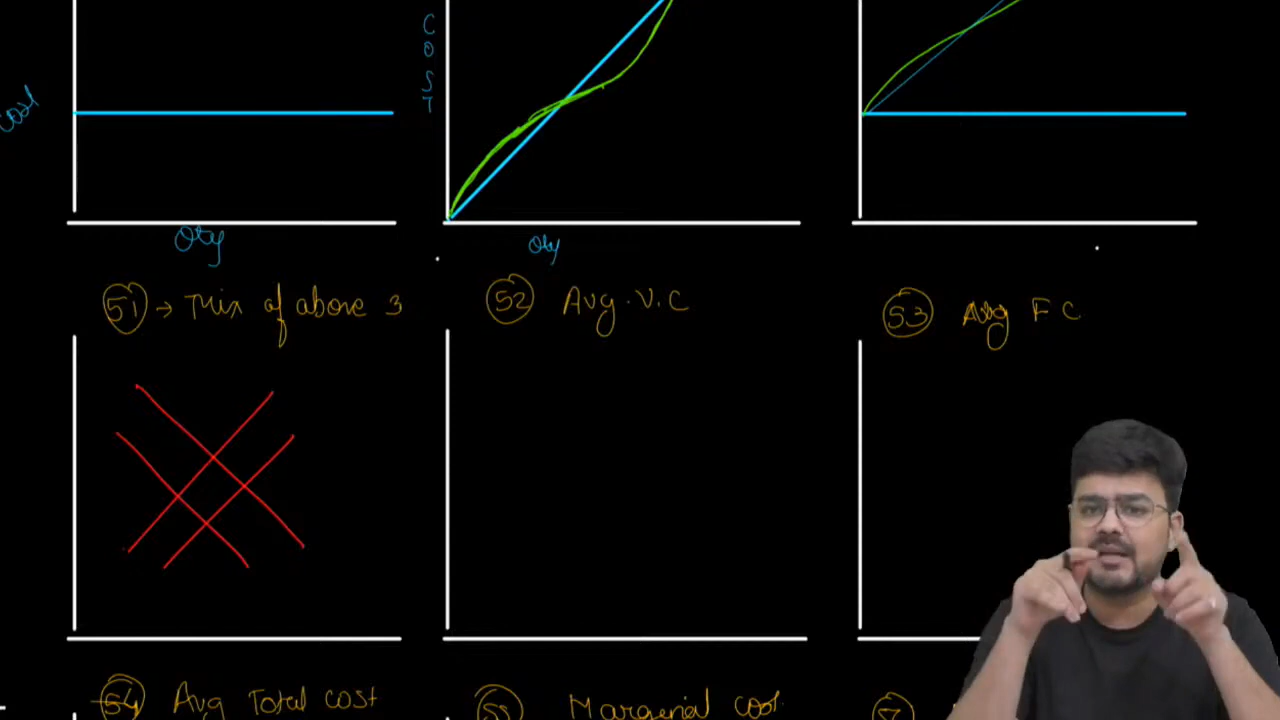 COST
Cost
Qty
Qty
51 → Mix of above 3
52 Avg. V.C
53 Avg F C
54 Avg Total cost
55 Marginal cost